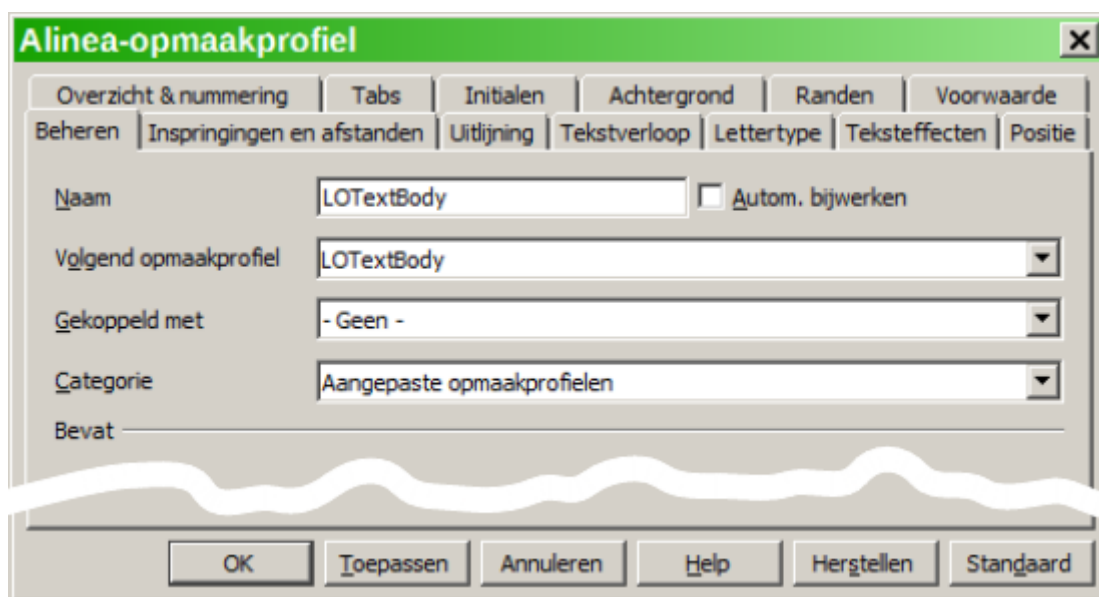 Alinea-opmaakprofiel
Overzicht & nummering Tabs Initialen Achtergrond Randen Voorwaarde
Beheren Inspringingen en afstanden Uitlijning Tekstverloop Lettertype Teksteffecten Positie
Naam LOTextBody Autom. bijwerken
Volgend opmaakprofiel LOTextBody
Gekoppeld met - Geen -
Categorie Aangepaste opmaakprofielen
Bevat
OK Toepassen Annuleren Help Herstellen Standaard